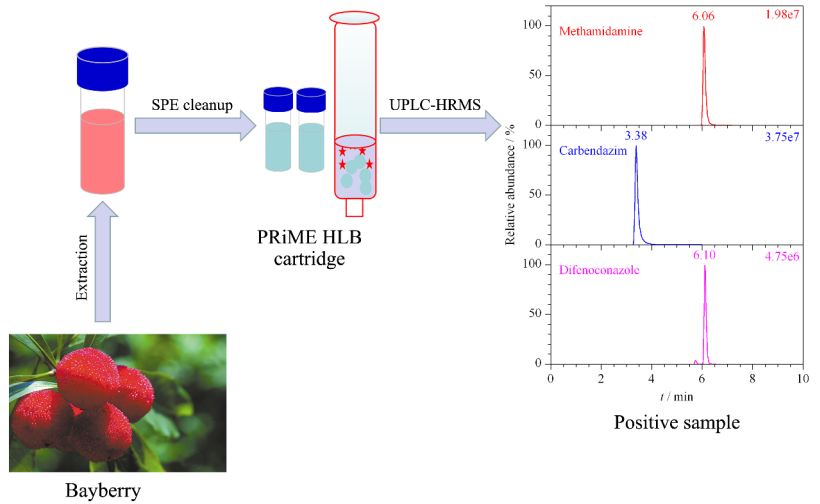 SPE cleanup
UPLC-HRMS
PRiME HLB
cartridge
Extraction
Bayberry
Relative abundance / %
100
50
0
Methamidamine
6.06
1.98e7
100
50
0
Carbendazim
3.38
3.75e7
100
50
0
Difenoconazole
6.10
4.75e6
0 2 4 6 8 10
t / min
Positive sample